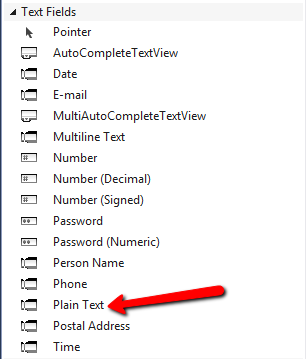 Text Fields
Pointer
AutoCompleteTextView
Date
E-mail
MultiAutoCompleteTextView
Multiline Text
Number
Number (Decimal)
Number (Signed)
Password
Password (Numeric)
Person Name
Phone
Plain Text
Postal Address
Time